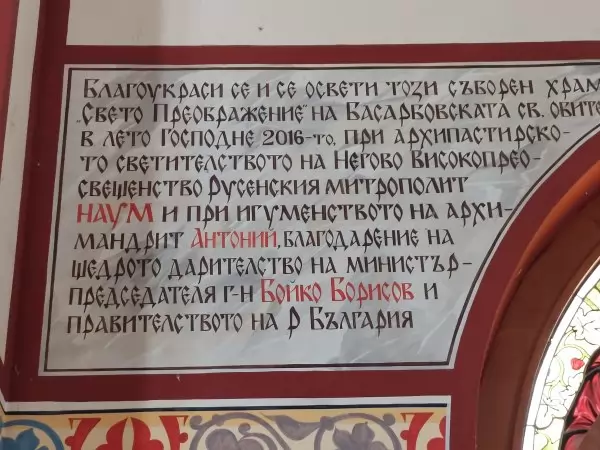 Благоукраси се и се освети този съборен храм
„Свето Преображение" на Басарбовската св. обител
в лето Господне 2016-то, при архипастирско-
то светителството на Негово Високопрео-
свешенство Русенския митрополит
НАУМ и при игуменството на архи-
мандрит Антоний, благодарение на
щедрото дарителство на министър-
председателя г-н Бойко Борисов и
правителството на Р България